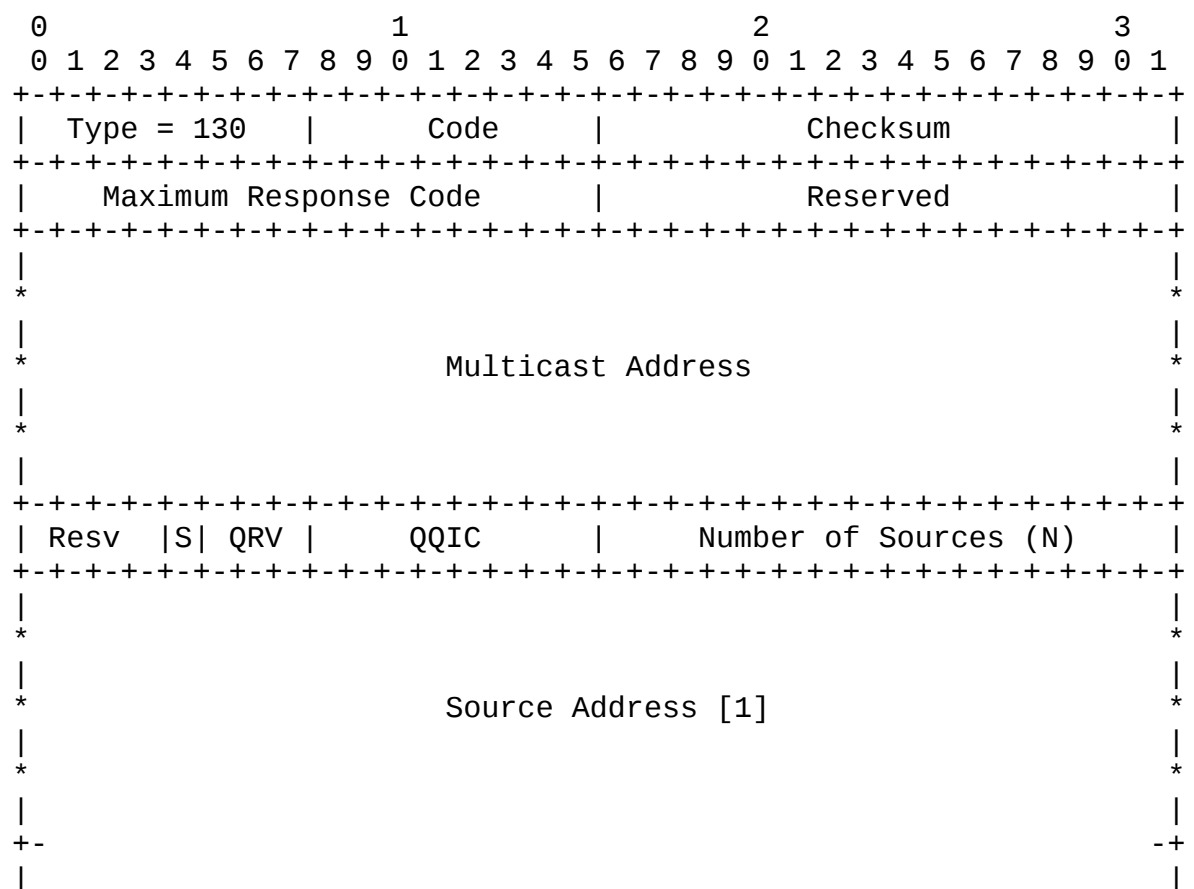 0                   1                   2                   3
 0 1 2 3 4 5 6 7 8 9 0 1 2 3 4 5 6 7 8 9 0 1 2 3 4 5 6 7 8 9 0 1
+-+-+-+-+-+-+-+-+-+-+-+-+-+-+-+-+-+-+-+-+-+-+-+-+-+-+-+-+-+-+-+-+
|  Type = 130   |      Code     |           Checksum            |
+-+-+-+-+-+-+-+-+-+-+-+-+-+-+-+-+-+-+-+-+-+-+-+-+-+-+-+-+-+-+-+-+
|    Maximum Response Code      |           Reserved            |
+-+-+-+-+-+-+-+-+-+-+-+-+-+-+-+-+-+-+-+-+-+-+-+-+-+-+-+-+-+-+-+-+
|                                                               |
*                                                               *
|                                                               |
*                       Multicast Address                       *
|                                                               |
*                                                               *
|                                                               |
+-+-+-+-+-+-+-+-+-+-+-+-+-+-+-+-+-+-+-+-+-+-+-+-+-+-+-+-+-+-+-+-+
| Resv  |S| QRV |     QQIC      |     Number of Sources (N)     |
+-+-+-+-+-+-+-+-+-+-+-+-+-+-+-+-+-+-+-+-+-+-+-+-+-+-+-+-+-+-+-+-+
|                                                               |
*                                                               *
|                                                               |
*                       Source Address [1]                      *
|                                                               |
*                                                               *
|                                                               |
+-                                                             -+
|                                                               |